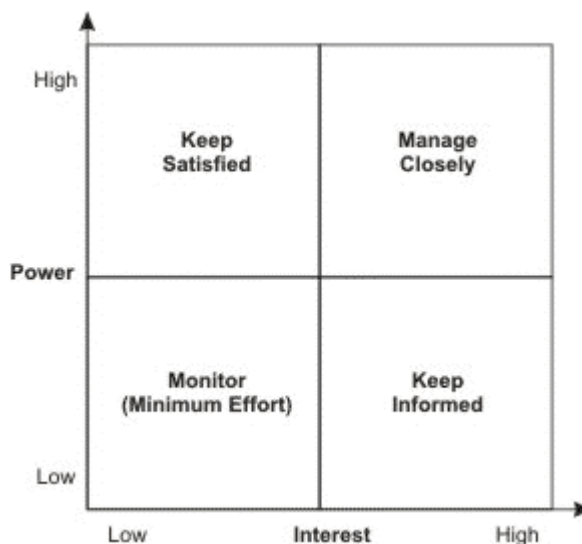 High
Keep
Satisfied
Manage
Closely
Power
Monitor
(Minimum Effort)
Keep
Informed
Low
Low
Interest
High